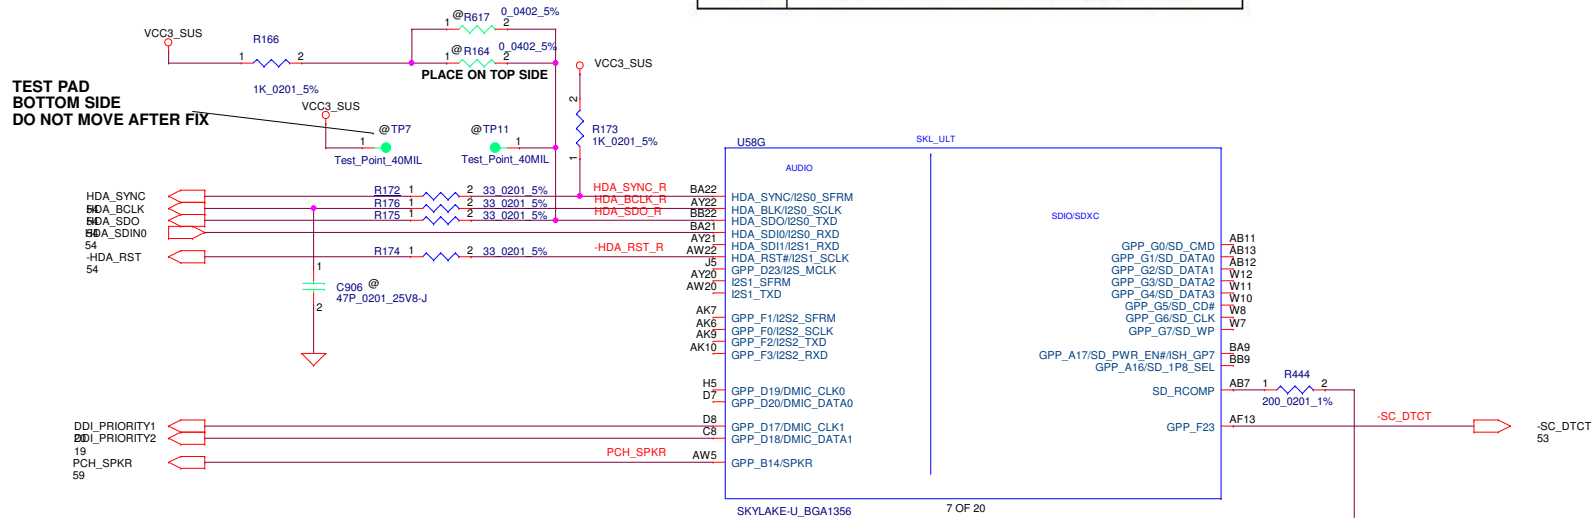 @R617
0_0402_5%
1
2
VCC3_SUS
R166
1
2
1K_0201_5%
@R164
0_0402_5%
1
2
PLACE ON TOP SIDE
VCC3_SUS
TEST PAD
BOTTOM SIDE
DO NOT MOVE AFTER FIX
VCC3_SUS
@TP7
1
Test_Point_40MIL
@TP11
1
Test_Point_40MIL
2
R173
1K_0201_5%
1
U58G
SKL_ULT
AUDIO
SDIO/SDXC
HDA_SYNC
54
R172 1
2 33_0201_5%
HDA_SYNC_R
BA22
HDA_SYNC/I2S0_SFRM
HDA_BCLK
54
R176 1
2 33_0201_5%
HDA_BCLK_R
AY22
HDA_BLK/I2S0_SCLK
HDA_SDO
54
R175 1
2 33_0201_5%
HDA_SDO_R
BB22
HDA_SDO/I2S0_TXD
HDA_SDIN0
54
BA21
HDA_SDI0/I2S0_RXD
AY21
HDA_SDI1/I2S1_RXD
-HDA_RST
54
R174 1
2 33_0201_5%
-HDA_RST_R
AW22
HDA_RST#/I2S1_SCLK
J5
GPP_D23/I2S_MCLK
AY20
I2S1_SFRM
AW20
I2S1_TXD
1
C906 @
47P_0201_25V8-J
2
AK7
GPP_F1/I2S2_SFRM
AK6
GPP_F0/I2S2_SCLK
AK9
GPP_F2/I2S2_TXD
AK10
GPP_F3/I2S2_RXD
H5
GPP_D19/DMIC_CLK0
D7
GPP_D20/DMIC_DATA0
DDI_PRIORITY1
D8
GPP_D17/DMIC_CLK1
DDI_PRIORITY2
19
C8
GPP_D18/DMIC_DATA1
PCH_SPKR
59
PCH_SPKR
AW5
GPP_B14/SPKR
GPP_G0/SD_CMD
AB11
GPP_G1/SD_DATA0
AB13
GPP_G2/SD_DATA1
AB12
GPP_G3/SD_DATA2
W12
GPP_G4/SD_DATA3
W11
GPP_G5/SD_CD#
W10
GPP_G6/SD_CLK
W8
GPP_G7/SD_WP
W7
GPP_A17/SD_PWR_EN#/ISH_GP7
BA9
GPP_A16/SD_1P8_SEL
BB9
SD_RCOMP
AB7
1
R444
2
200_0201_1%
GPP_F23
AF13
-SC_DTCT
-SC_DTCT
53
SKYLAKE-U_BGA1356
7 OF 20